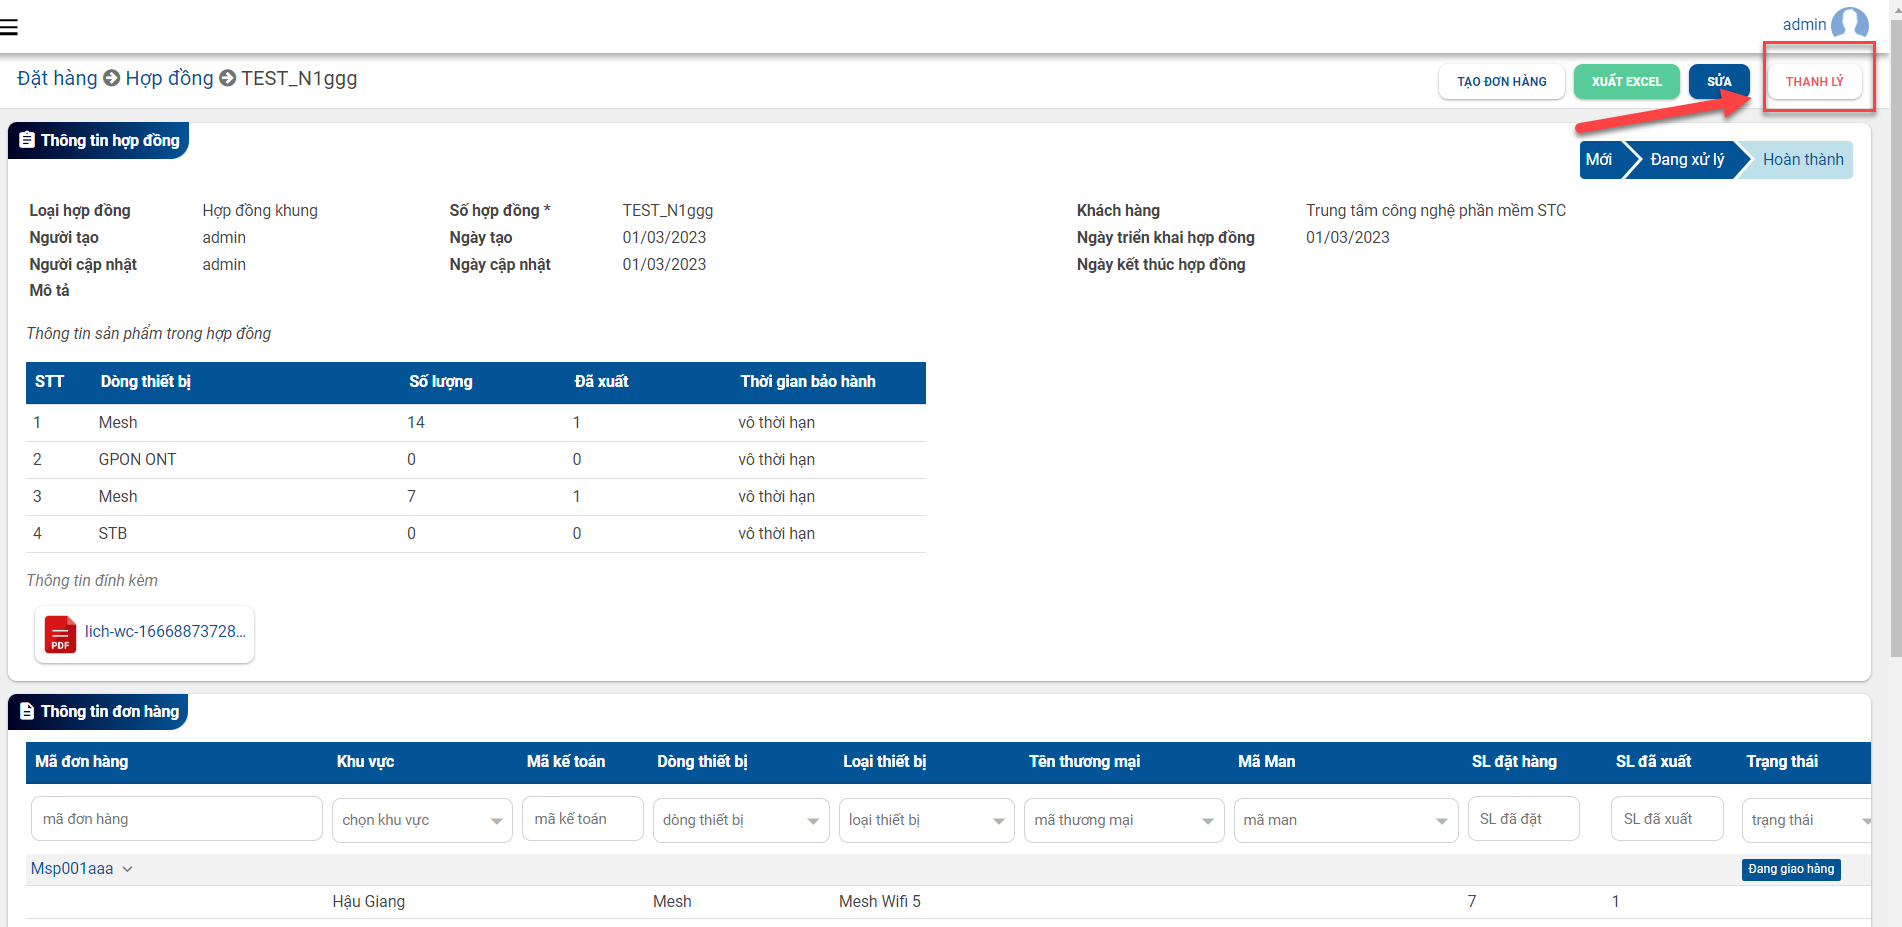 admin
Đặt hàng Hợp đồng TEST_N1ggg
TẠO ĐƠN HÀNG XUẤT EXCEL SỬA THANH LÝ
Thông tin hợp đồng
Mới Đang xử lý Hoàn thành
Loại hợp đồng Hợp đồng khung Số hợp đồng * TEST_N1ggg Khách hàng Trung tâm công nghệ phần mềm STC
Người tạo admin Ngày tạo 01/03/2023 Ngày triển khai hợp đồng 01/03/2023
Người cập nhật admin Ngày cập nhật 01/03/2023 Ngày kết thúc hợp đồng
Mô tả
Thông tin sản phẩm trong hợp đồng
STT Dòng thiết bị Số lượng Đã xuất Thời gian bảo hành
1 Mesh 14 1 vô thời hạn
2 GPON ONT 0 0 vô thời hạn
3 Mesh 7 1 vô thời hạn
4 STB 0 0 vô thời hạn
Thông tin đính kèm
PDF lich-wc-16668873728...
Thông tin đơn hàng
Mã đơn hàng Khu vực Mã kế toán Dòng thiết bị Loại thiết bị Tên thương mại Mã Man SL đặt hàng SL đã xuất Trạng thái
mã đơn hàng chọn khu vực mã kế toán dòng thiết bị loại thiết bị mã thương mại mã man SL đã đặt SL đã xuất trạng thái
Msp001aaa Đang giao hàng
Hậu Giang Mesh Mesh Wifi 5 7 1